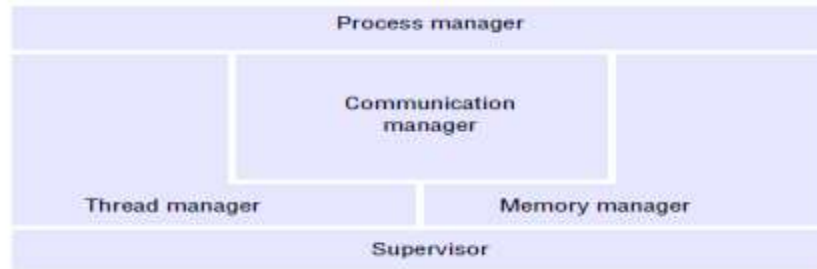 Process manager
Communication
manager
Thread manager
Memory manager
Supervisor